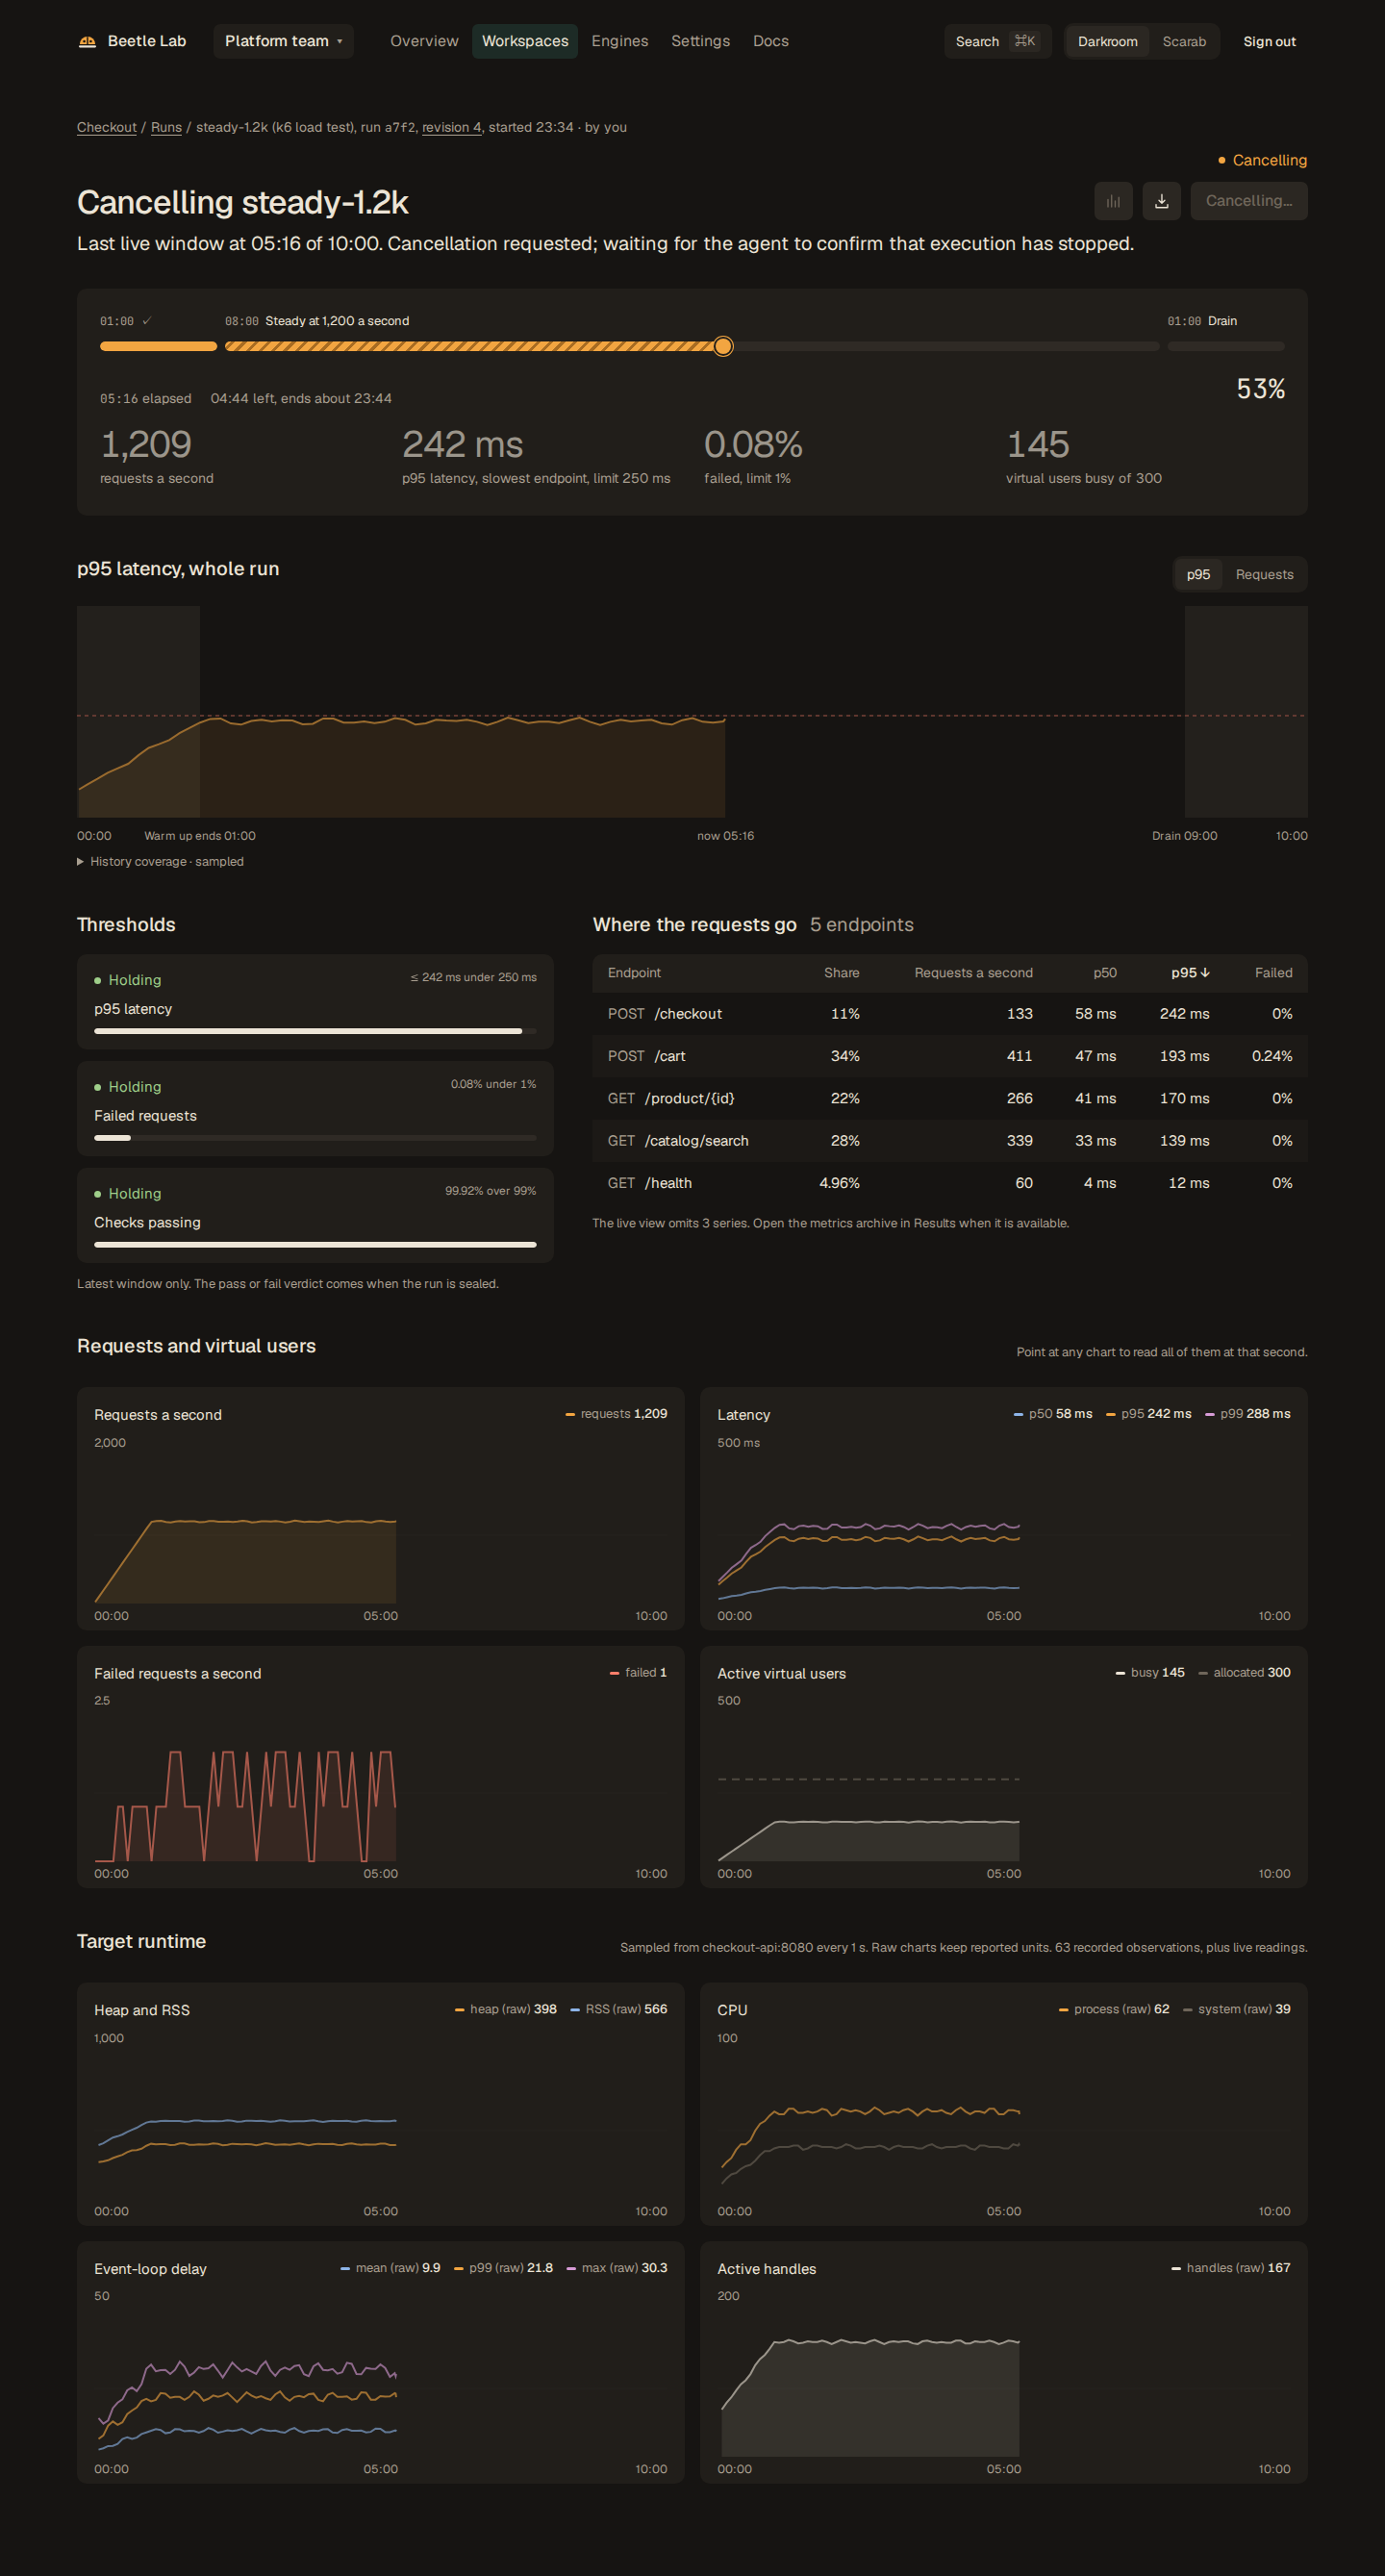 Beetle Lab Platform team ▾ Overview Workspaces Engines Settings Docs Search ⌘K Darkroom Scarab Sign out
Checkout / Runs / steady-1.2k (k6 load test), run a7f2, revision 4, started 23:34 · by you
Cancelling
Cancelling steady-1.2k
Cancelling…
Last live window at 05:16 of 10:00. Cancellation requested; waiting for the agent to confirm that execution has stopped.
01:00 ✓ 08:00 Steady at 1,200 a second 01:00 Drain
05:16 elapsed 04:44 left, ends about 23:44 53%
1,209 242 ms 0.08% 145
requests a second p95 latency, slowest endpoint, limit 250 ms failed, limit 1% virtual users busy of 300
p95 latency, whole run p95 Requests
00:00 Warm up ends 01:00 now 05:16 Drain 09:00 10:00
▶ History coverage · sampled
Thresholds
Holding ≤ 242 ms under 250 ms
p95 latency
Holding 0.08% under 1%
Failed requests
Holding 99.92% over 99%
Checks passing
Latest window only. The pass or fail verdict comes when the run is sealed.
Where the requests go 5 endpoints
Endpoint Share Requests a second p50 p95 ↓ Failed
POST /checkout 11% 133 58 ms 242 ms 0%
POST /cart 34% 411 47 ms 193 ms 0.24%
GET /product/{id} 22% 266 41 ms 170 ms 0%
GET /catalog/search 28% 339 33 ms 139 ms 0%
GET /health 4.96% 60 4 ms 12 ms 0%
The live view omits 3 series. Open the metrics archive in Results when it is available.
Requests and virtual users Point at any chart to read all of them at that second.
Requests a second requests 1,209
2,000
00:00 05:00 10:00
Latency p50 58 ms p95 242 ms p99 288 ms
500 ms
00:00 05:00 10:00
Failed requests a second failed 1
2.5
00:00 05:00 10:00
Active virtual users busy 145 allocated 300
500
00:00 05:00 10:00
Target runtime Sampled from checkout-api:8080 every 1 s. Raw charts keep reported units. 63 recorded observations, plus live readings.
Heap and RSS heap (raw) 398 RSS (raw) 566
1,000
00:00 05:00 10:00
CPU process (raw) 62 system (raw) 39
100
00:00 05:00 10:00
Event-loop delay mean (raw) 9.9 p99 (raw) 21.8 max (raw) 30.3
50
00:00 05:00 10:00
Active handles handles (raw) 167
200
00:00 05:00 10:00